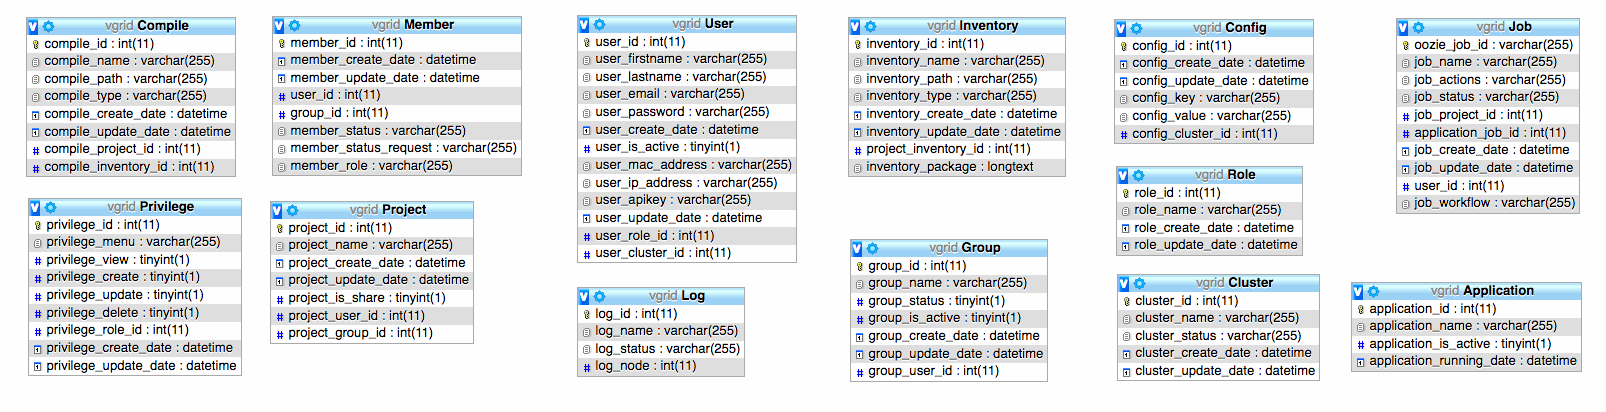 vgrid Compile
compile_id : int(11)
compile_name : varchar(255)
compile_path : varchar(255)
compile_type : varchar(255)
compile_create_date : datetime
compile_update_date : datetime
compile_project_id : int(11)
compile_inventory_id : int(11)
vgrid Member
member_id : int(11)
member_create_date : datetime
member_update_date : datetime
user_id : int(11)
group_id : int(11)
member_status : varchar(255)
member_status_request : varchar(255)
member_role : varchar(255)
vgrid User
user_id : int(11)
user_firstname : varchar(255)
user_lastname : varchar(255)
user_email : varchar(255)
user_password : varchar(255)
user_create_date : datetime
user_is_active : tinyint(1)
user_mac_address : varchar(255)
user_ip_address : varchar(255)
user_apikey : varchar(255)
user_update_date : datetime
user_role_id : int(11)
user_cluster_id : int(11)
vgrid Inventory
inventory_id : int(11)
inventory_name : varchar(255)
inventory_path : varchar(255)
inventory_type : varchar(255)
inventory_create_date : datetime
inventory_update_date : datetime
project_inventory_id : int(11)
inventory_package : longtext
vgrid Config
config_id : int(11)
config_create_date : datetime
config_update_date : datetime
config_key : varchar(255)
config_value : varchar(255)
config_cluster_id : int(11)
vgrid Job
oozie_job_id : varchar(255)
job_name : varchar(255)
job_actions : varchar(255)
job_status : varchar(255)
job_project_id : int(11)
application_job_id : int(11)
job_create_date : datetime
job_update_date : datetime
user_id : int(11)
job_workflow : varchar(255)
vgrid Privilege
privilege_id : int(11)
privilege_menu : varchar(255)
privilege_view : tinyint(1)
privilege_create : tinyint(1)
privilege_update : tinyint(1)
privilege_delete : tinyint(1)
privilege_role_id : int(11)
privilege_create_date : datetime
privilege_update_date : datetime
vgrid Project
project_id : int(11)
project_name : varchar(255)
project_create_date : datetime
project_update_date : datetime
project_is_share : tinyint(1)
project_user_id : int(11)
project_group_id : int(11)
vgrid Log
log_id : int(11)
log_name : varchar(255)
log_status : varchar(255)
log_node : int(11)
vgrid Group
group_id : int(11)
group_name : varchar(255)
group_status : tinyint(1)
group_is_active : tinyint(1)
group_create_date : datetime
group_update_date : datetime
group_user_id : int(11)
vgrid Role
role_id : int(11)
role_name : varchar(255)
role_create_date : datetime
role_update_date : datetime
vgrid Cluster
cluster_id : int(11)
cluster_name : varchar(255)
cluster_status : varchar(255)
cluster_create_date : datetime
cluster_update_date : datetime
vgrid Application
application_id : int(11)
application_name : varchar(255)
application_is_active : tinyint(1)
application_running_date : datetime